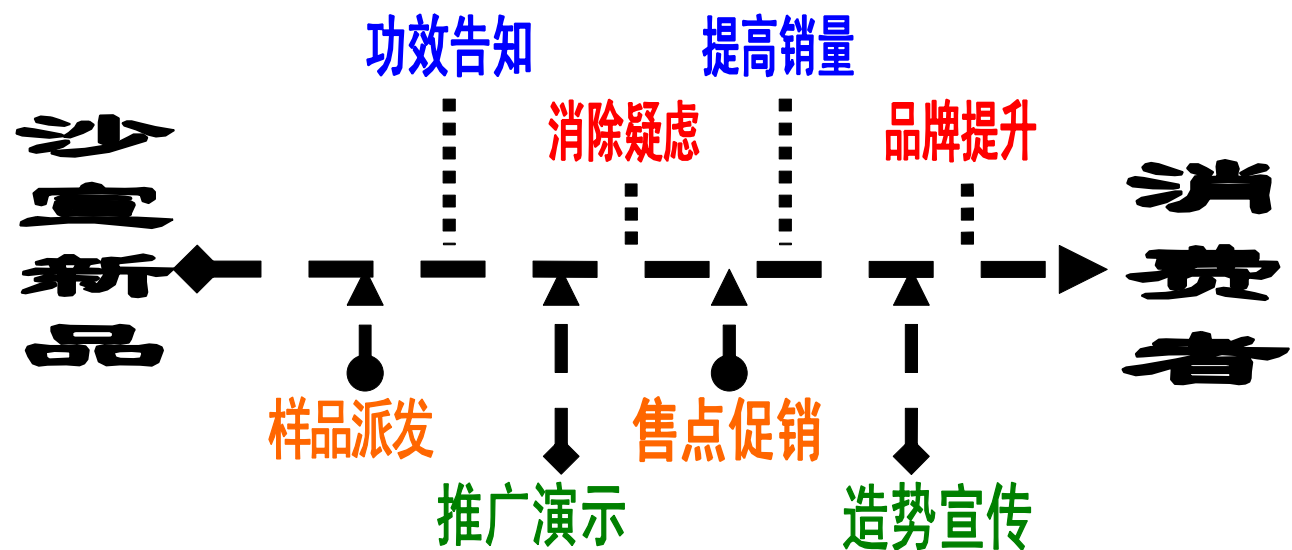 功效告知
提高销量
消除疑虑
品牌提升
沙宣新品
消费者
样品派发
售点促销
推广演示
造势宣传